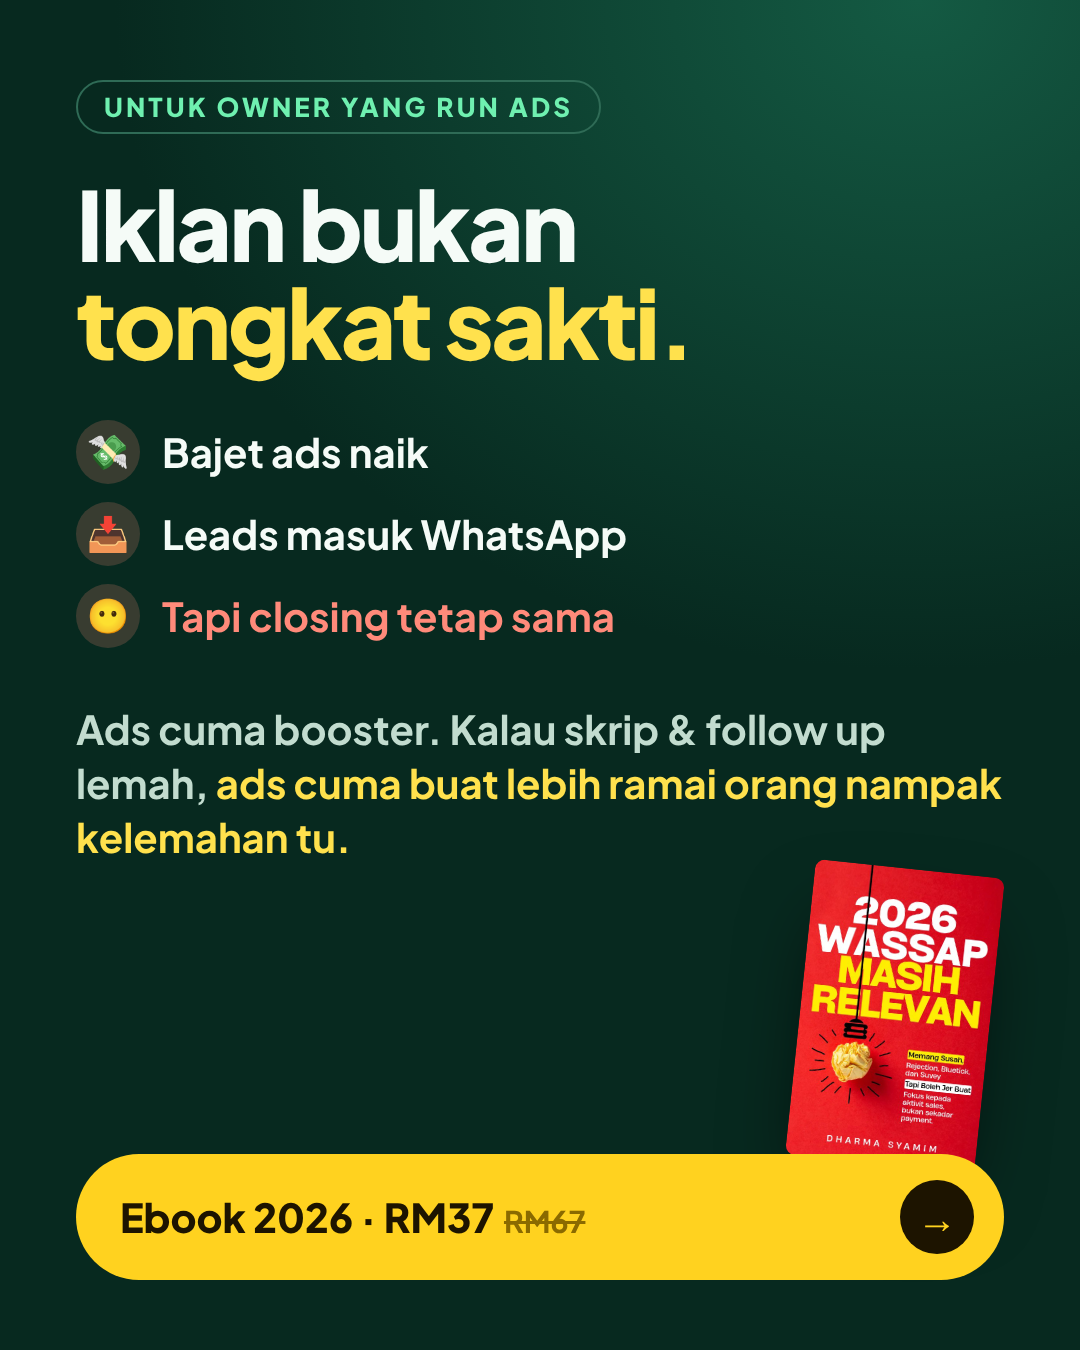 UNTUK OWNER YANG RUN ADS
Iklan bukan
tongkat sakti.
Bajet ads naik
Leads masuk WhatsApp
Tapi closing tetap sama
Ads cuma booster. Kalau skrip & follow up
lemah, ads cuma buat lebih ramai orang nampak
kelemahan tu.
2026
WASSAP
MASIH
RELEVAN
Memang Susah,
Rejection, Bluetick,
dan Suvey
Tapi Boleh Jer Buat
Fokus kepada
aktivit sales,
bukan sekadar
payment.
DHARMA SYAMIM
Ebook 2026 · RM37 RM67
→